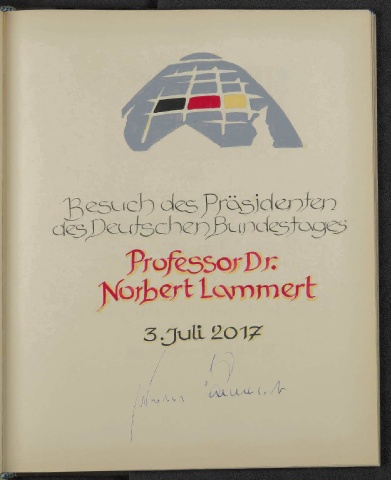 Besuch des Präsidenten
des Deutschen Bundestages
Professor Dr.
Norbert Lammert
3. Juli 2017